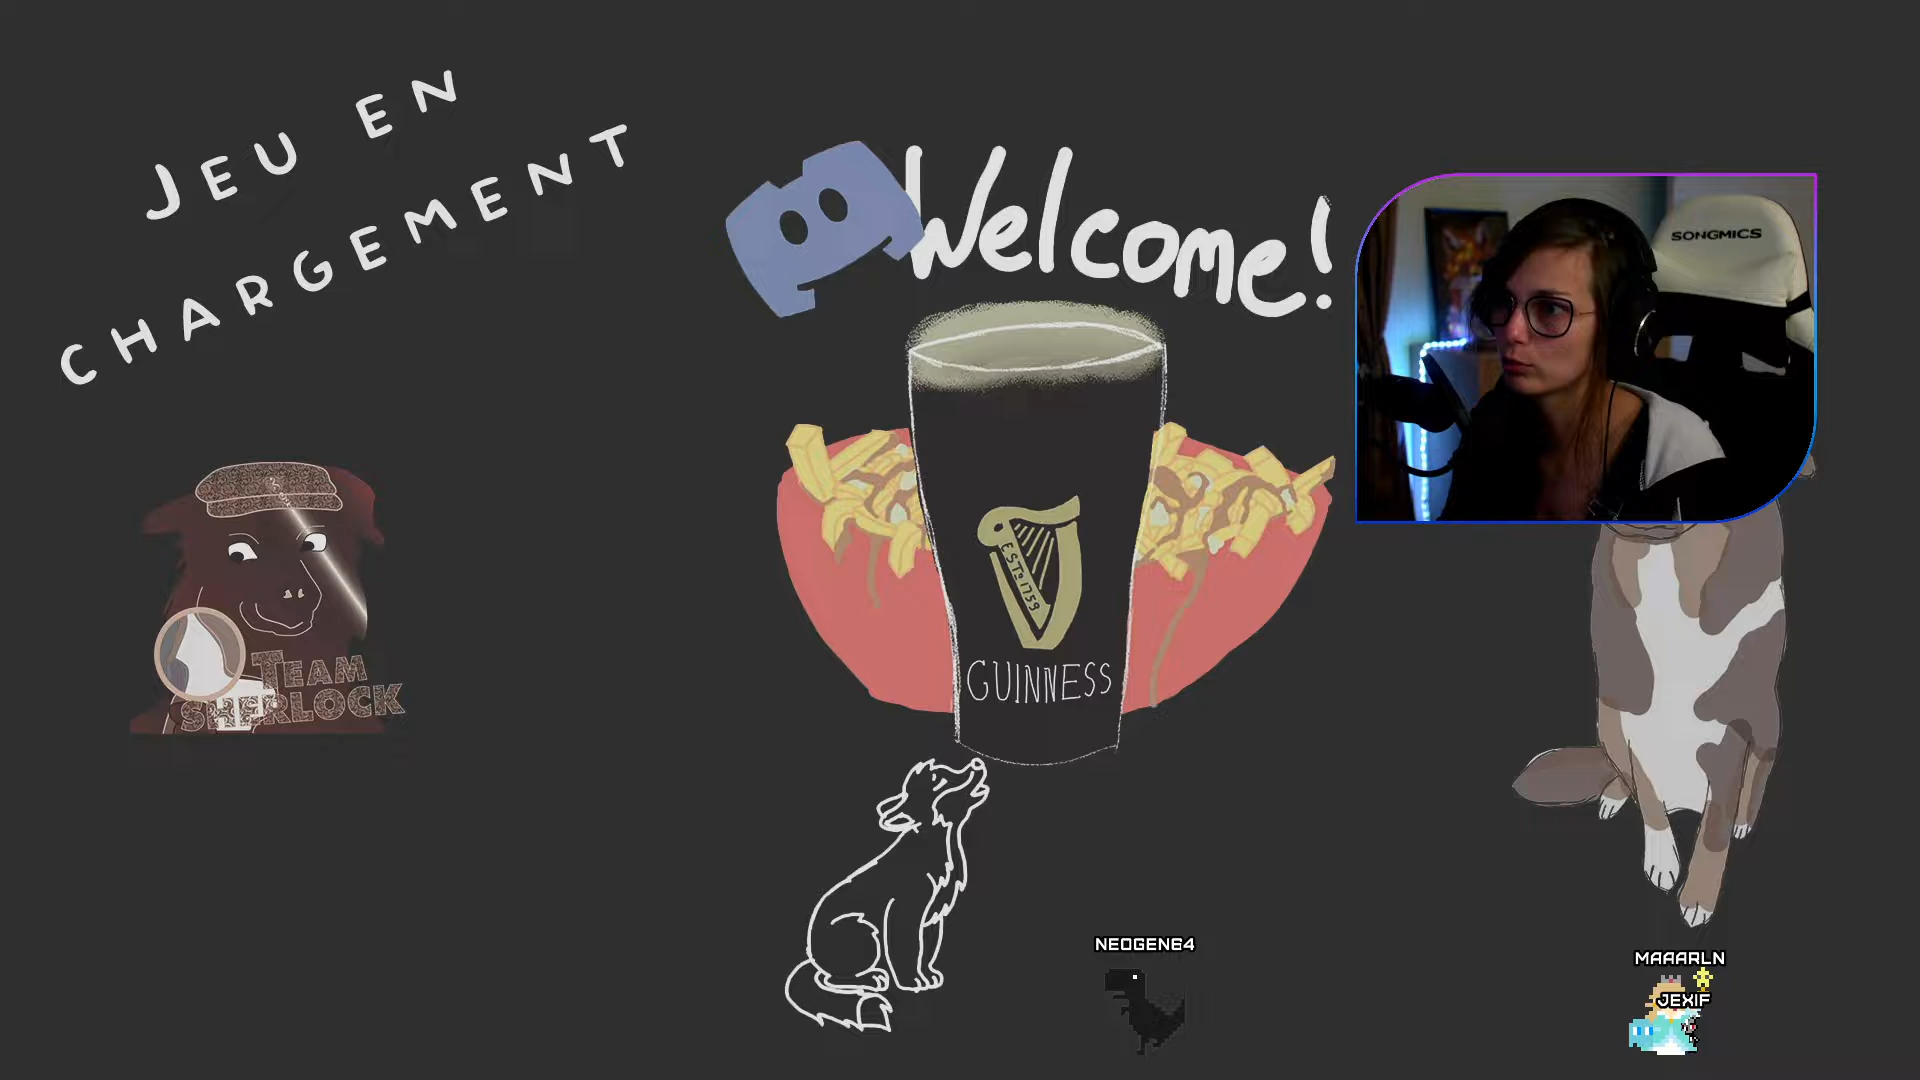 JEU EN
CHARGEMENT
Welcome!
SONGMICS
ESTD 1759
GUINNESS
TEAM
SHERLOCK
NEOGEN64
MAAARLN
JEXIF